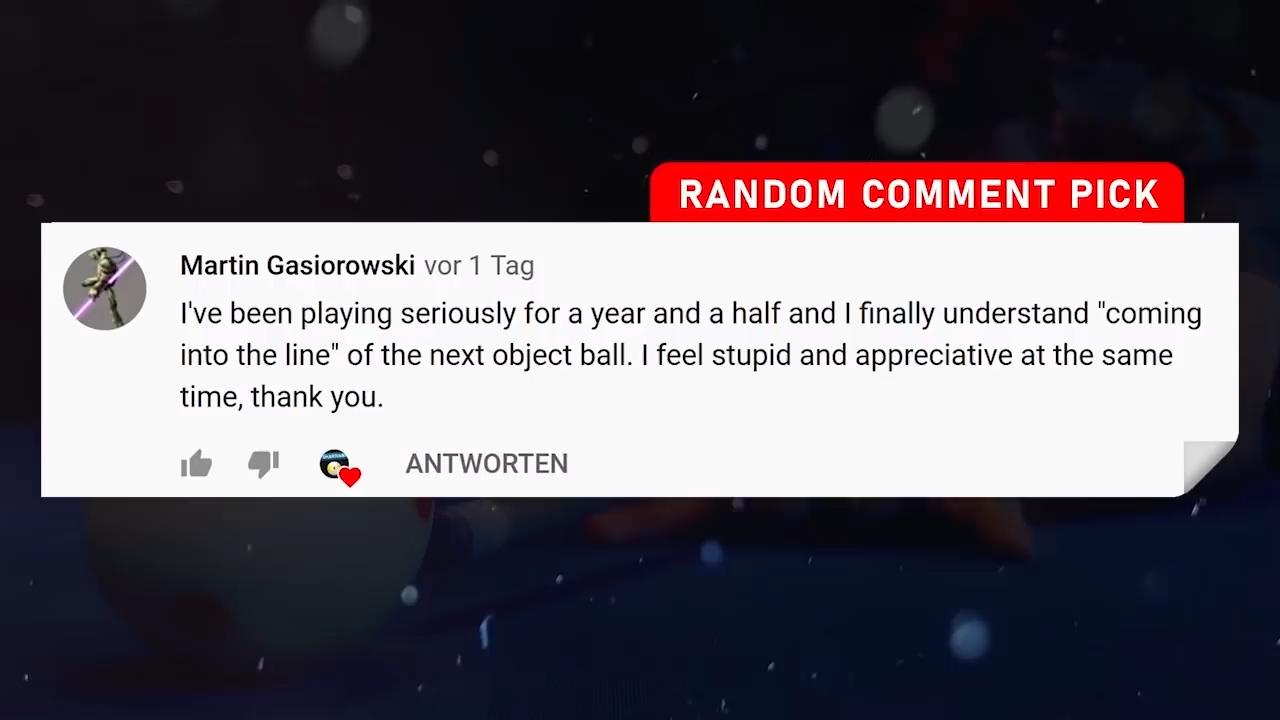 RANDOM COMMENT PICK
Martin Gasiorowski vor 1 Tag
I've been playing seriously for a year and a half and I finally understand "coming
into the line" of the next object ball. I feel stupid and appreciative at the same
time, thank you.
ANTWORTEN